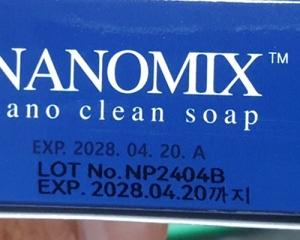 NANOMIX™
ano clean soap
EXP. 2028. 04. 20. A
LOT No.NP2404B
EXP. 2028.04.20까지